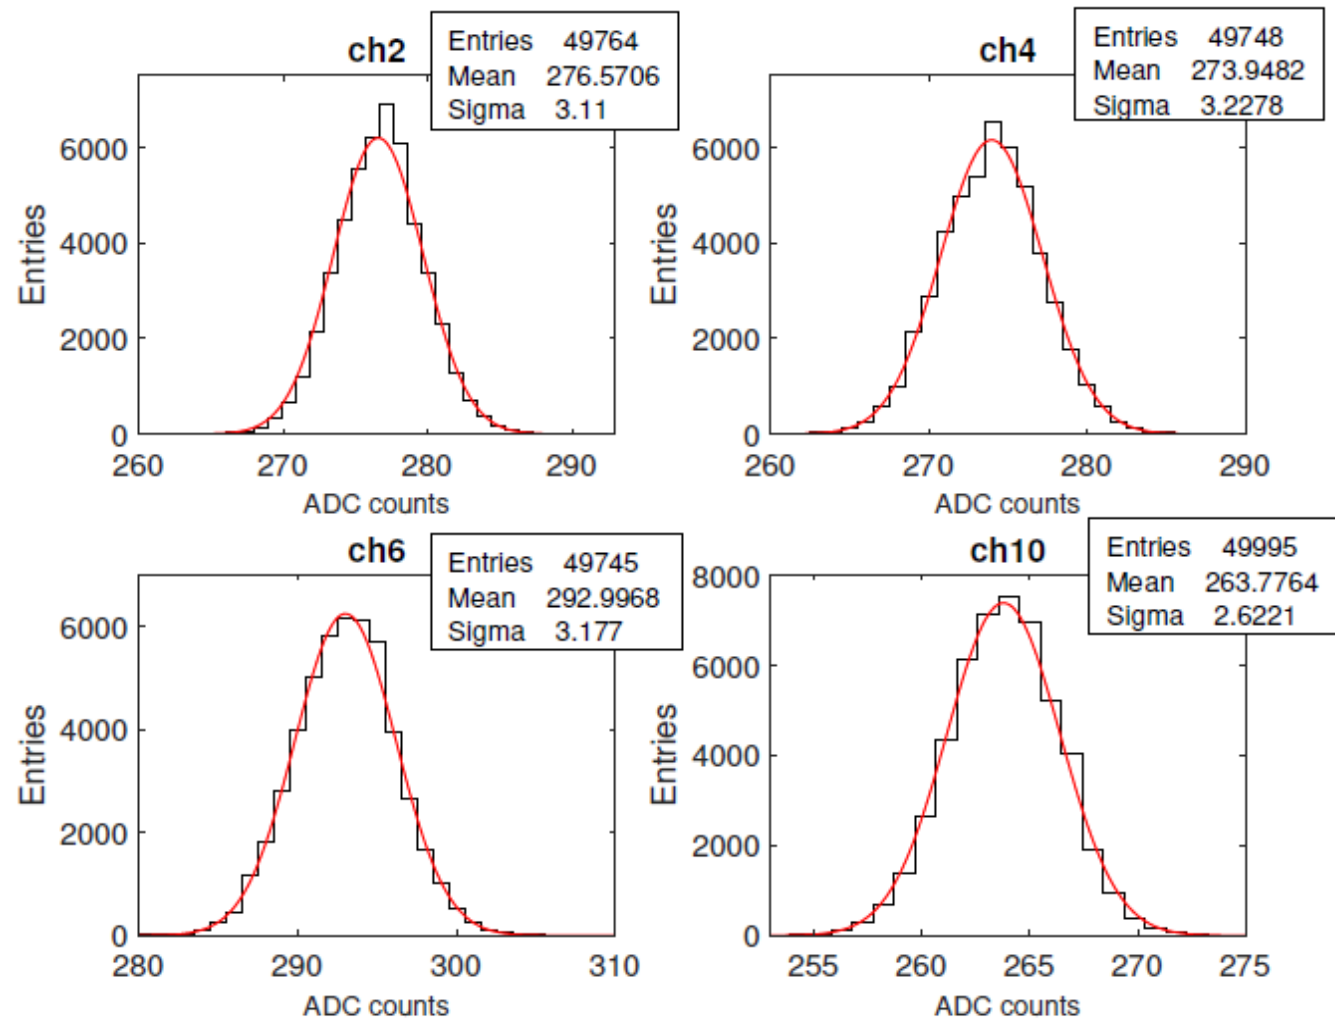 ch2
Entries 49764
Mean 276.5706
Sigma 3.11
6000
4000
2000
0
Entries
260 270 280 290
ADC counts
ch4
Entries 49748
Mean 273.9482
Sigma 3.2278
6000
4000
2000
0
Entries
260 270 280 290
ADC counts
ch6
Entries 49745
Mean 292.9968
Sigma 3.177
6000
4000
2000
0
Entries
280 290 300 310
ADC counts
ch10
Entries 49995
Mean 263.7764
Sigma 2.6221
8000
6000
4000
2000
0
Entries
255 260 265 270 275
ADC counts